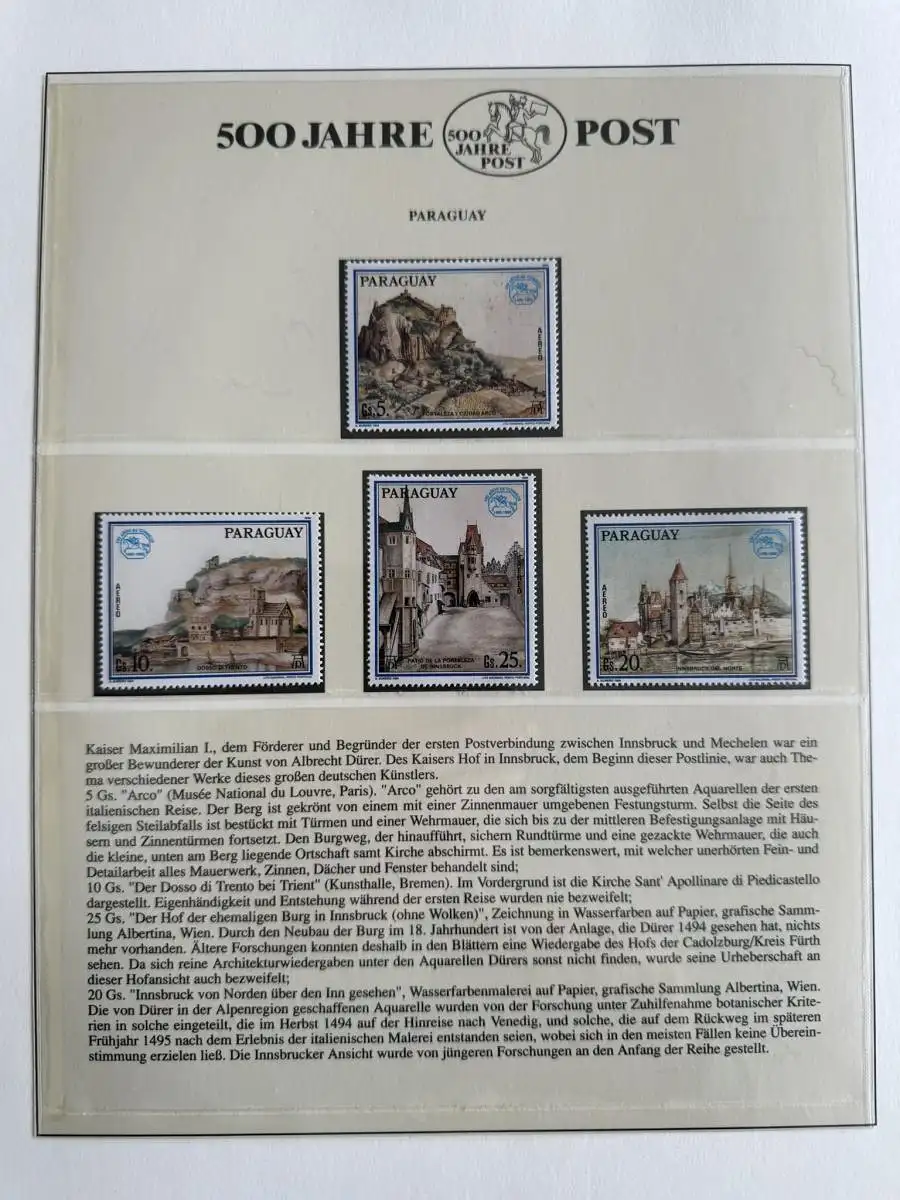 500 JAHRE POST
500
JAHRE
POST
PARAGUAY
PARAGUAY
AEREO
Gs. 5.
FORTALEZA Y CIUDAD ARCO
PARAGUAY
AEREO
Gs. 10.
DOSSO DI TRENTO
PARAGUAY
PATIO DE LA FORTALEZA
DE INNSBRUCK
Gs. 25.
PARAGUAY
AEREO
Gs. 20.
INNSBRUCK DEL NORTE
Kaiser Maximilian I., dem Förderer und Begründer der ersten Postverbindung zwischen Innsbruck und Mechelen war ein
großer Bewunderer der Kunst von Albrecht Dürer. Des Kaisers Hof in Innsbruck, dem Beginn dieser Postlinie, war auch The-
ma verschiedener Werke dieses großen deutschen Künstlers.
5 Gs. "Arco" (Musée National du Louvre, Paris). "Arco" gehört zu den am sorgfältigsten ausgeführten Aquarellen der ersten
italienischen Reise. Der Berg ist gekrönt von einem mit einer Zinnenmauer umgebenen Festungsturm. Selbst die Seite des
felsigen Steilabfalls ist bestückt mit Türmen und einer Wehrmauer, die sich bis zu der mittleren Befestigungsanlage mit Häu-
sern und Zinnentürmen fortsetzt. Den Burgweg, der hinaufführt, sichern Rundtürme und eine gezackte Wehrmauer, die auch
die kleine, unten am Berg liegende Ortschaft samt Kirche abschirmt. Es ist bemerkenswert, mit welcher unerhörten Fein- und
Detailarbeit alles Mauerwerk, Zinnen, Dächer und Fenster behandelt sind;
10 Gs. "Der Dosso di Trento bei Trient" (Kunsthalle, Bremen). Im Vordergrund ist die Kirche Sant' Apollinare di Piedicastello
dargestellt. Eigenhändigkeit und Entstehung während der ersten Reise wurden nie bezweifelt;
25 Gs. "Der Hof der ehemaligen Burg in Innsbruck (ohne Wolken)", Zeichnung in Wasserfarben auf Papier, grafische Samm-
lung Albertina, Wien. Durch den Neubau der Burg im 18. Jahrhundert ist von der Anlage, die Dürer 1494 gesehen hat, nichts
mehr vorhanden. Ältere Forschungen konnten deshalb in den Blättern eine Wiedergabe des Hofs der Cadolzburg/Kreis Fürth
sehen. Da sich reine Architekturwiedergaben unter den Aquarellen Dürers sonst nicht finden, wurde seine Urheberschaft an
dieser Hofansicht auch bezweifelt;
20 Gs. "Innsbruck von Norden über den Inn gesehen", Wasserfarbenmalerei auf Papier, grafische Sammlung Albertina, Wien.
Die von Dürer in der Alpenregion geschaffenen Aquarelle wurden von der Forschung unter Zuhilfenahme botanischer Krite-
rien in solche eingeteilt, die im Herbst 1494 auf der Hinreise nach Venedig, und solche, die auf dem Rückweg im späteren
Frühjahr 1495 nach dem Erlebnis der italienischen Malerei entstanden seien, wobei sich in den meisten Fällen keine Überein-
stimmung erzielen ließ. Die Innsbrucker Ansicht wurde von jüngeren Forschungen an den Anfang der Reihe gestellt.